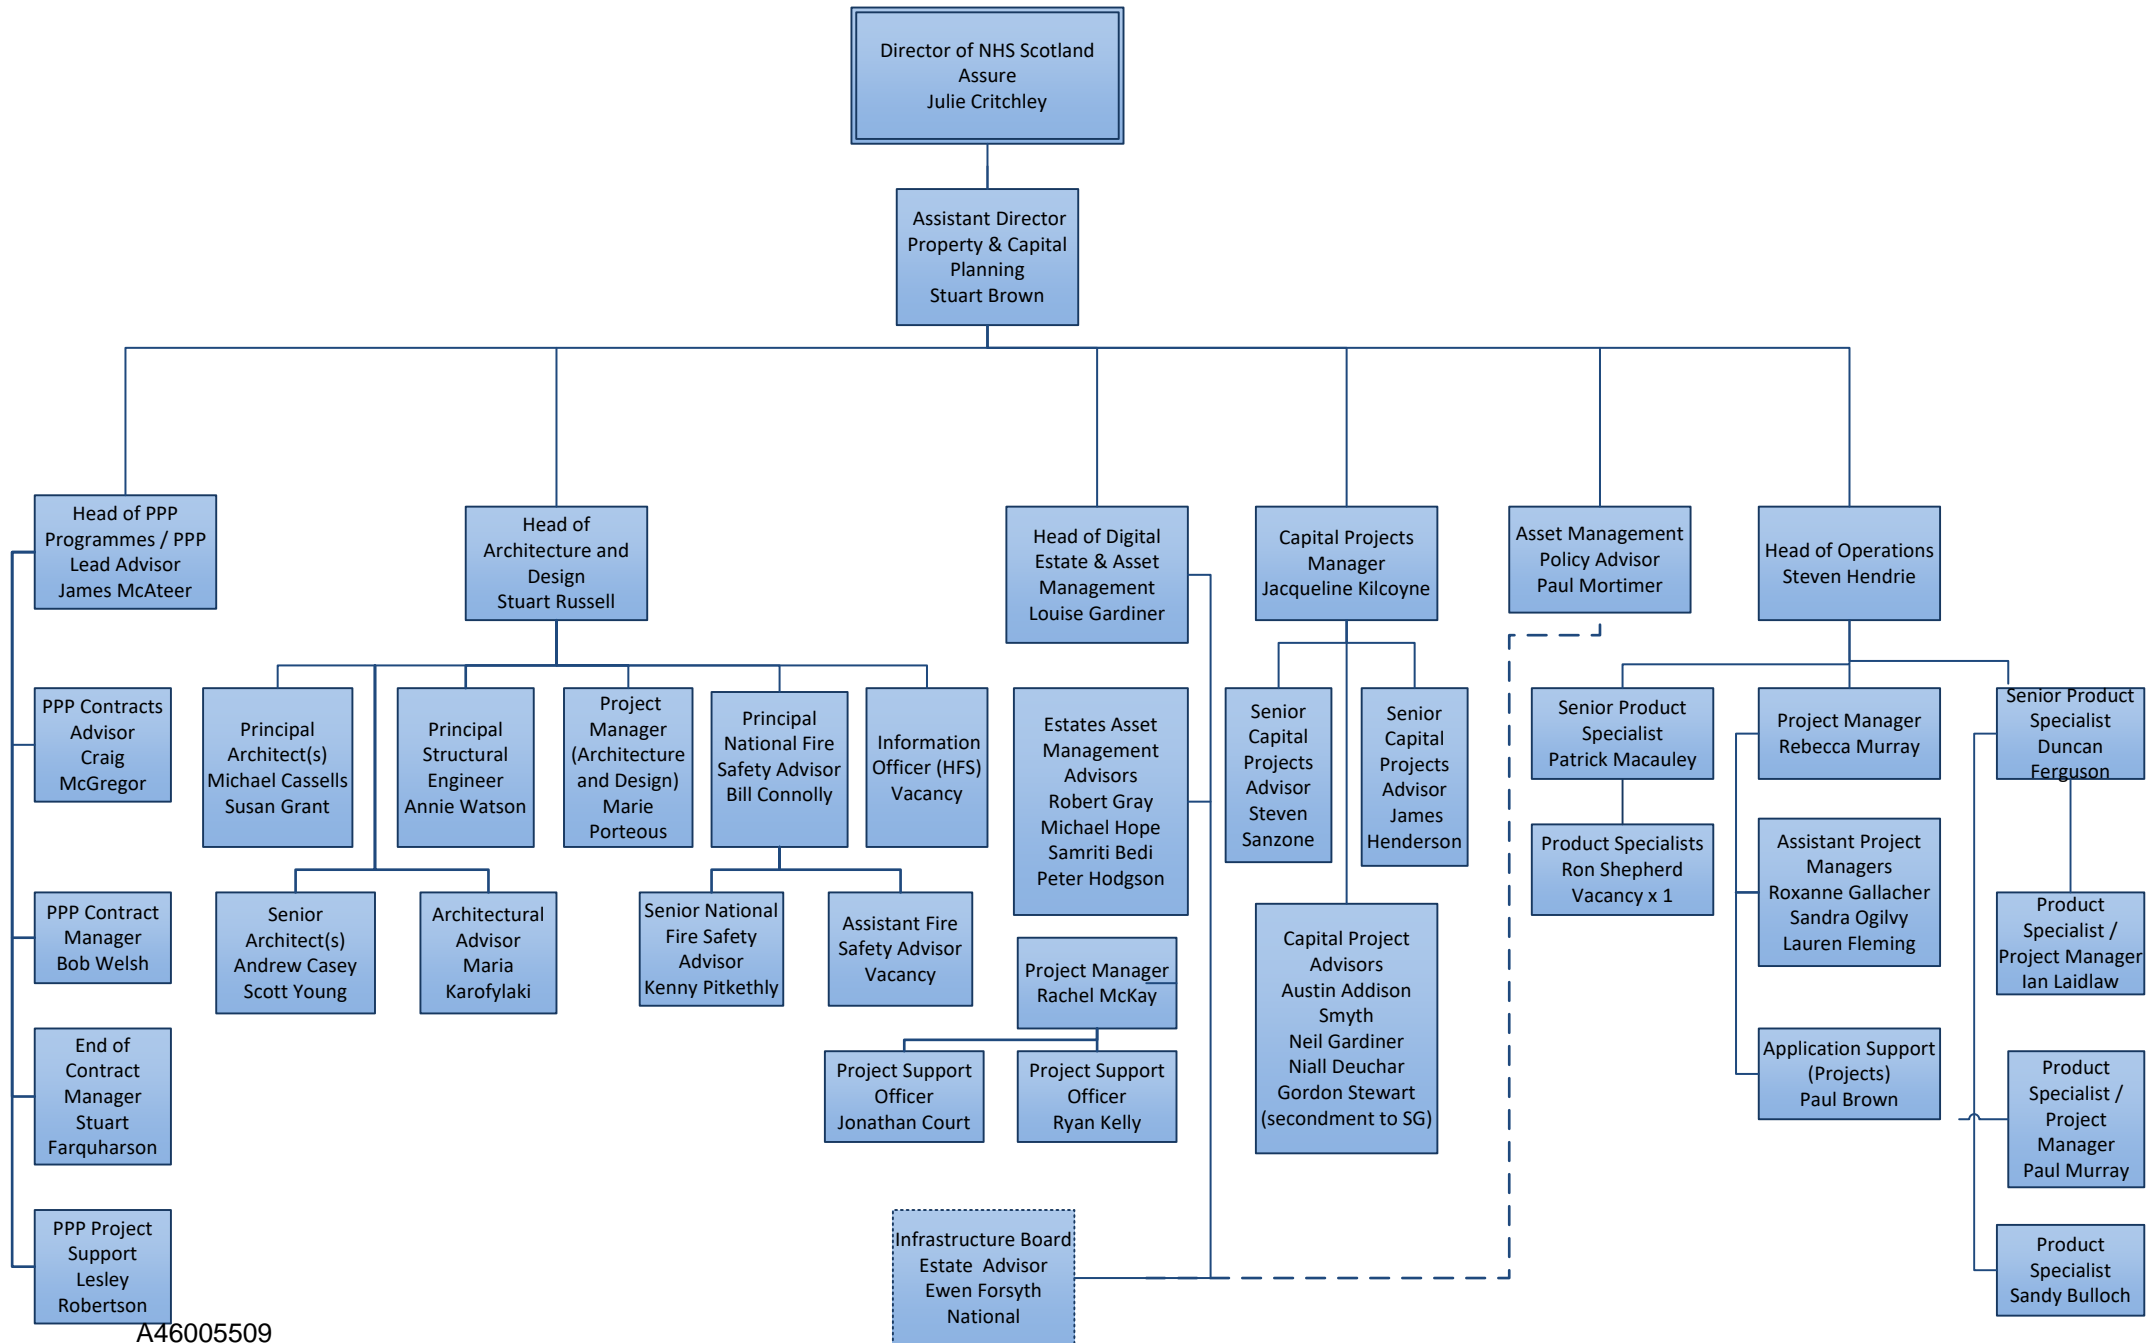 Director of NHS Scotland
Assure
Julie Critchley
Assistant Director
Property & Capital
Planning
Stuart Brown
Head of PPP
Programmes / PPP
Lead Advisor
James McAteer
Head of
Architecture and
Design
Stuart Russell
Head of Digital
Estate & Asset
Management
Louise Gardiner
Capital Projects
Manager
Jacqueline Kilcoyne
Asset Management
Policy Advisor
Paul Mortimer
Head of Operations
Steven Hendrie
PPP Contracts
Advisor
Craig
McGregor
Principal
Architect(s)
Michael Cassells
Susan Grant
Principal
Structural
Engineer
Annie Watson
Project
Manager
(Architecture
and Design)
Marie
Porteous
Principal
National Fire
Safety Advisor
Bill Connolly
Information
Officer (HFS)
Vacancy
Estates Asset
Management
Advisors
Robert Gray
Michael Hope
Samriti Bedi
Peter Hodgson
Senior
Capital
Projects
Advisor
Steven
Sanzone
Senior
Capital
Projects
Advisor
James
Henderson
Senior Product
Specialist
Patrick Macauley
Project Manager
Rebecca Murray
Senior Product
Specialist
Duncan
Ferguson
Product Specialists
Ron Shepherd
Vacancy x 1
Assistant Project
Managers
Roxanne Gallacher
Sandra Ogilvy
Lauren Fleming
PPP Contract
Manager
Bob Welsh
Senior
Architect(s)
Andrew Casey
Scott Young
Architectural
Advisor
Maria
Karofylaki
Senior National
Fire Safety
Advisor
Kenny Pitkethly
Assistant Fire
Safety Advisor
Vacancy
Project Manager
Rachel McKay
Capital Project
Advisors
Austin Addison
Smyth
Neil Gardiner
Niall Deuchar
Gordon Stewart
(secondment to SG)
Product
Specialist /
Project Manager
Ian Laidlaw
End of
Contract
Manager
Stuart
Farquharson
Project Support
Officer
Jonathan Court
Project Support
Officer
Ryan Kelly
Application Support
(Projects)
Paul Brown
Product
Specialist /
Project
Manager
Paul Murray
PPP Project
Support
Lesley
Robertson
Infrastructure Board
Estate Advisor
Ewen Forsyth
National
Product
Specialist
Sandy Bulloch
A46005509